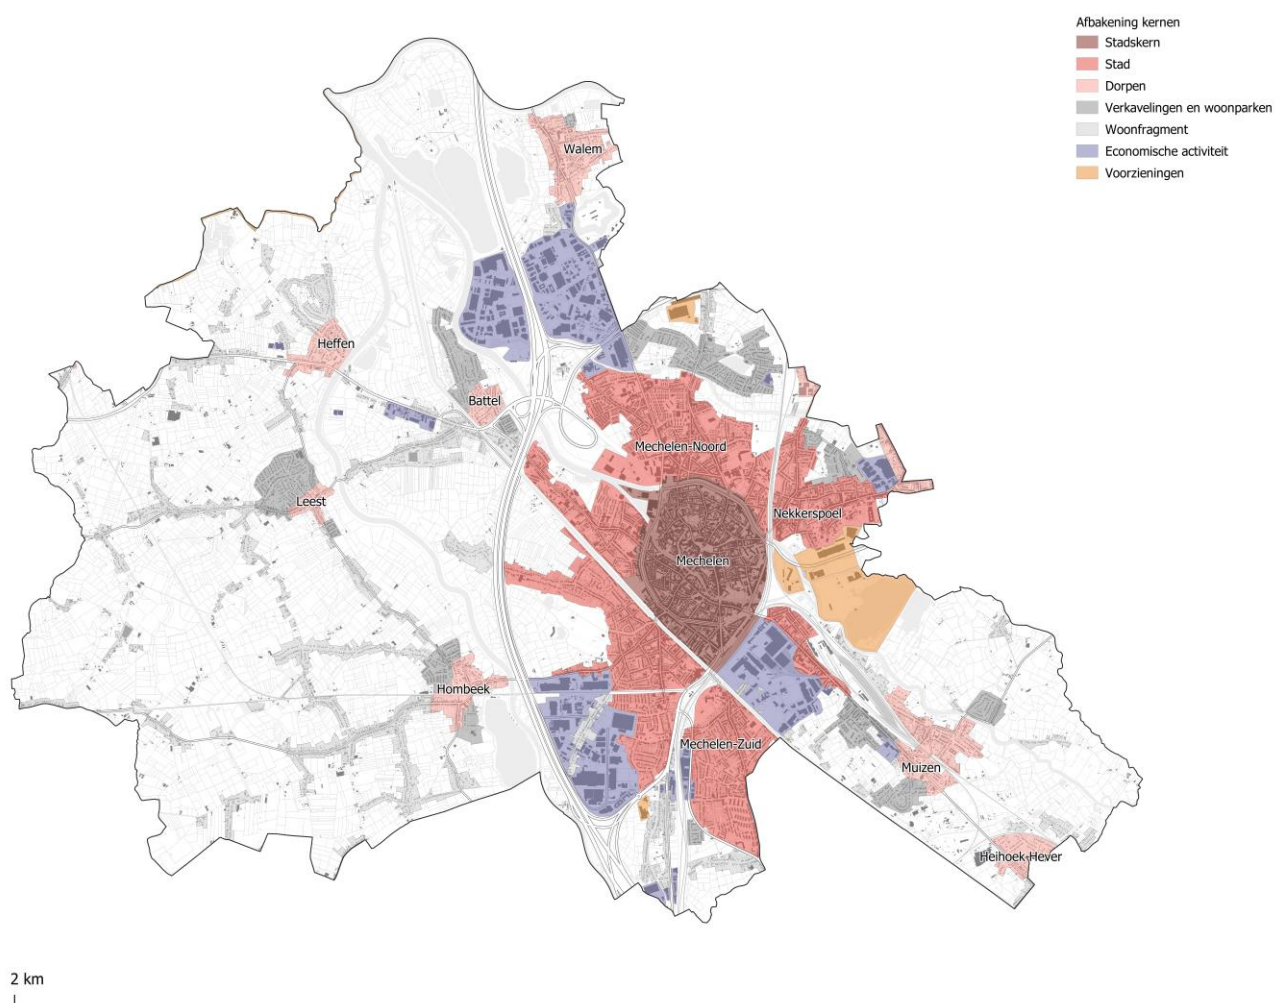 Afbakening kernen
Stadskern
Stad
Dorpen
Verkavelingen en woonparken
Woonfragment
Economische activiteit
Voorzieningen
Walem
Heffen
Battel
Mechelen-Noord
Leest
Nekkerspoel
Mechelen
Hombeek
Mechelen-Zuid
Muizen
Heihoek-Hever
2 km